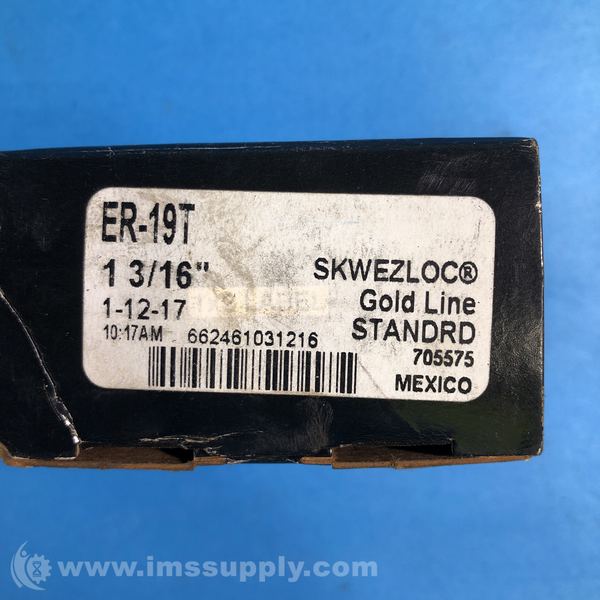 ER-19T
1 3/16"
1-12-17
10:17AM 662461031216
SKWEZLOC®
Gold Line
STANDRD
705575
MEXICO
www.imssupply.com